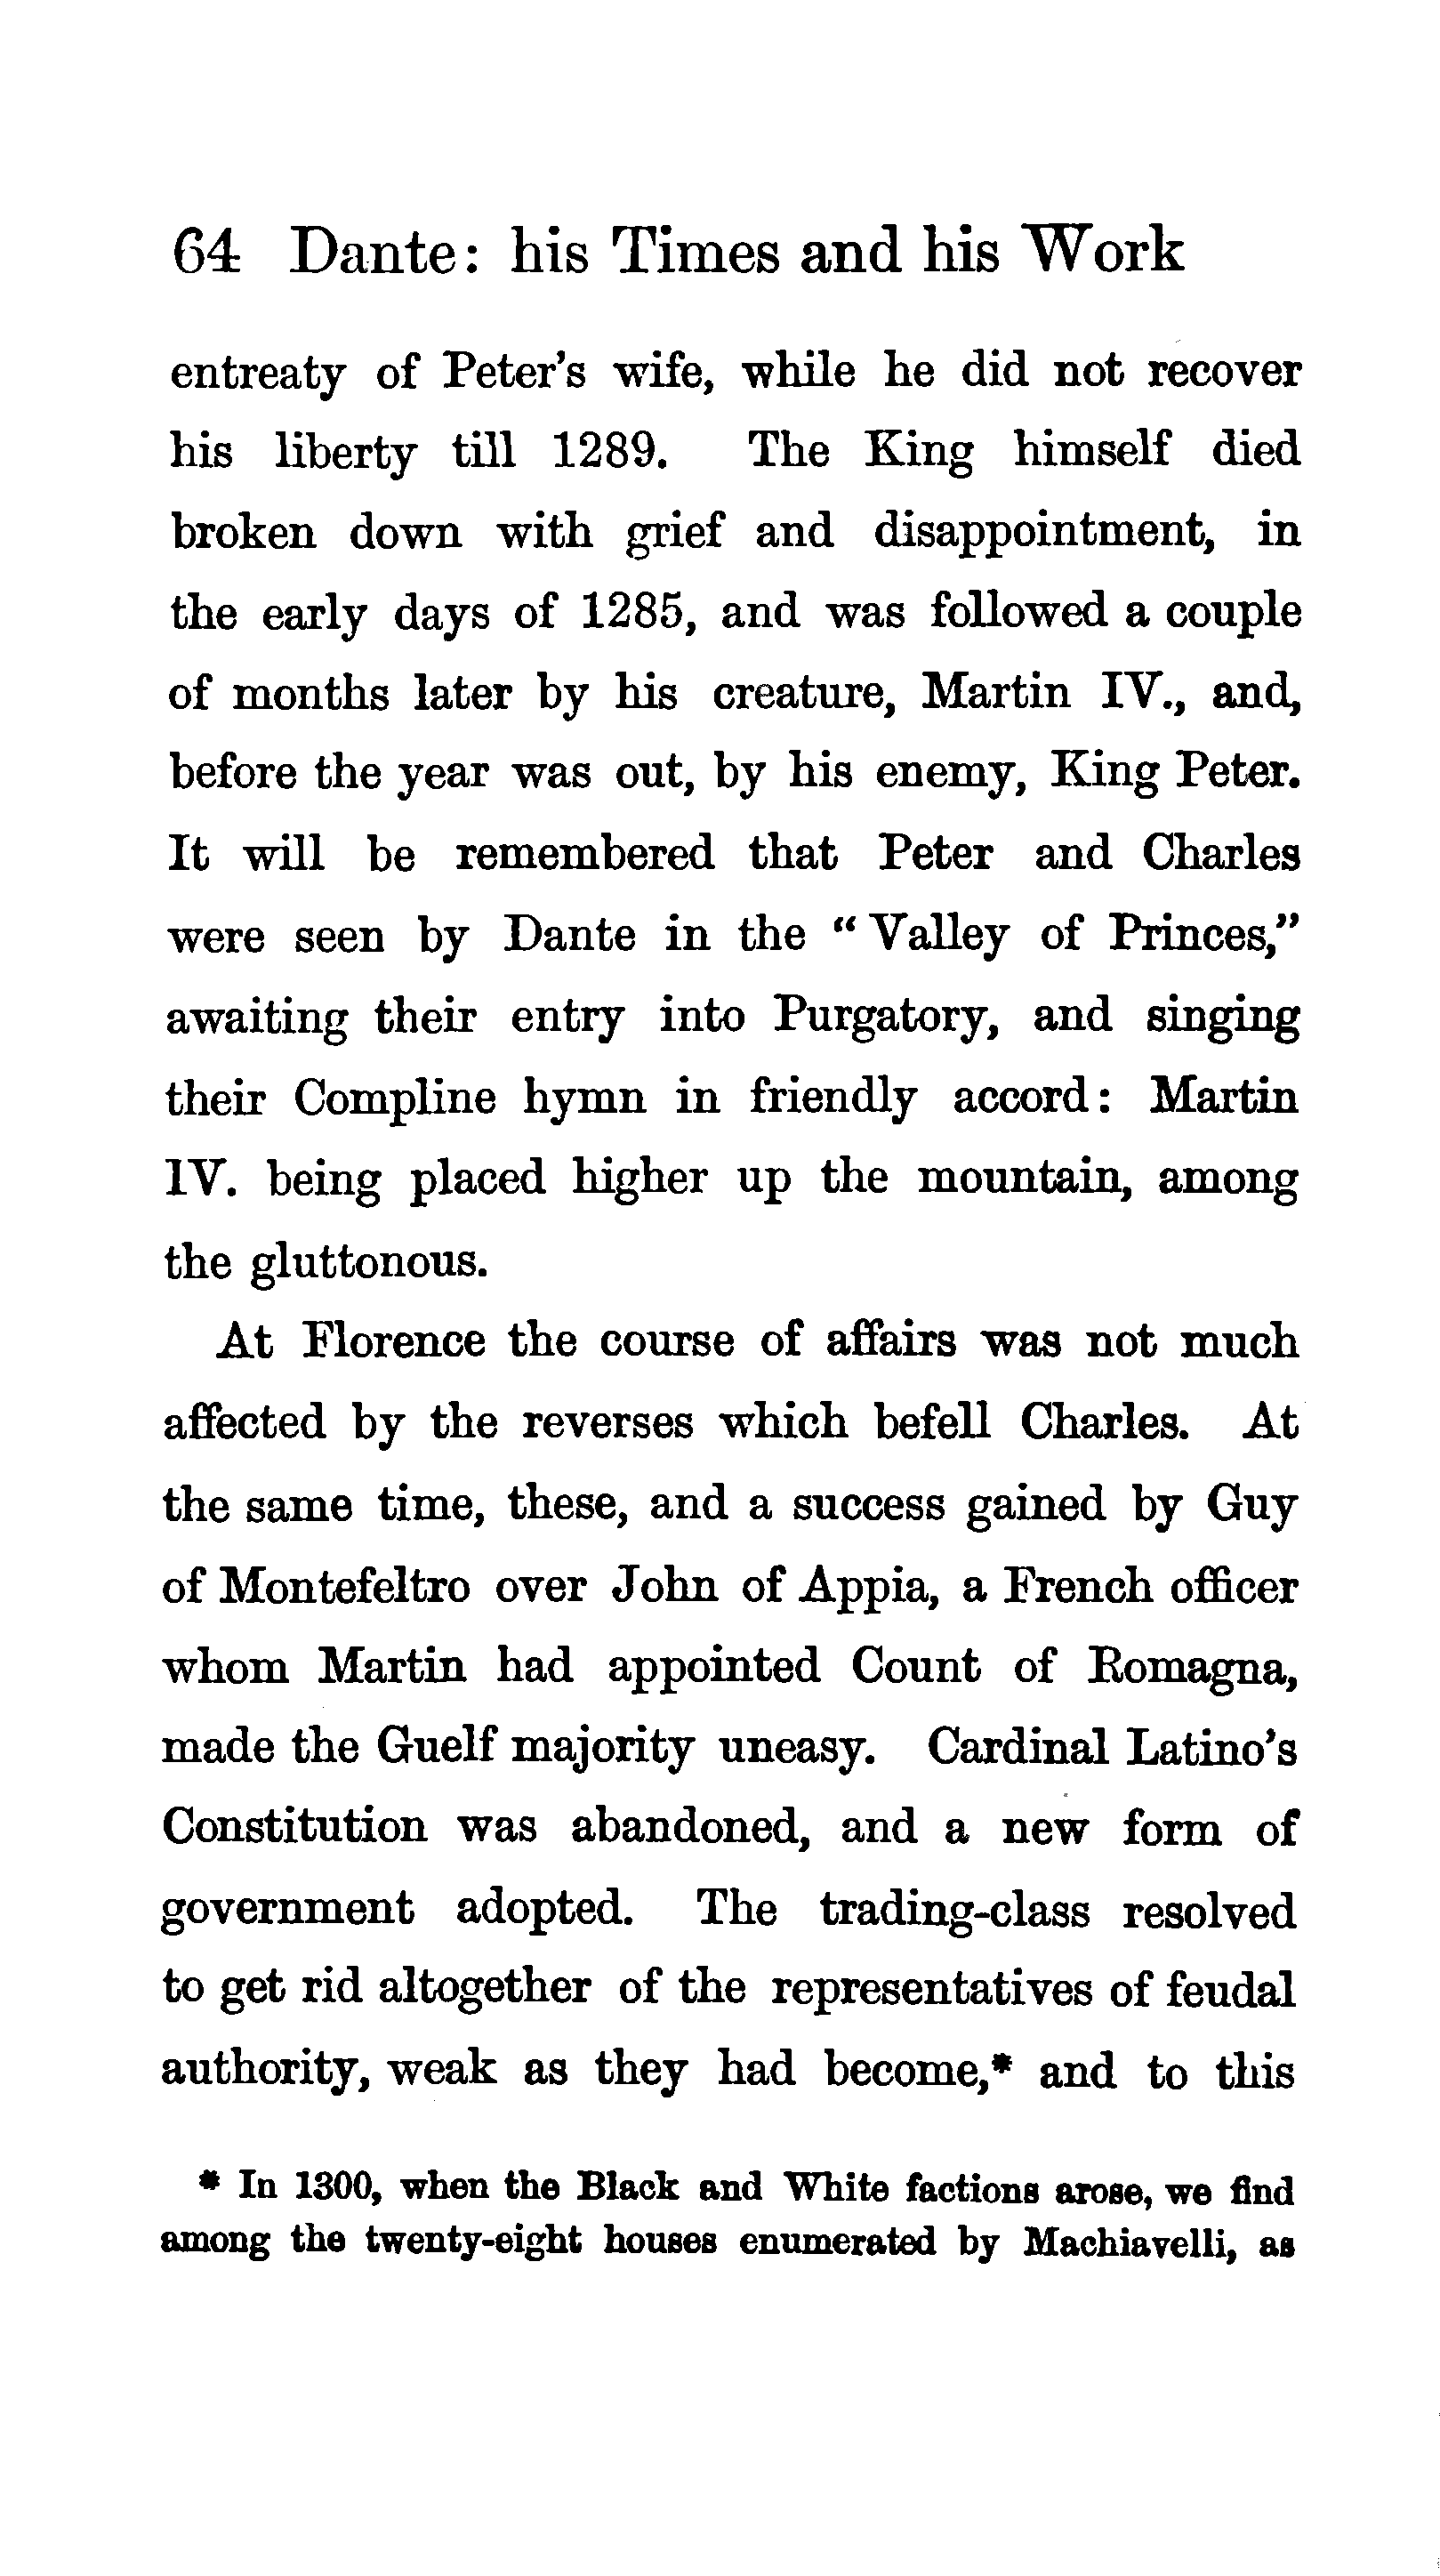 64 Dante: his Times and his Work
entreaty of Peter's wife, while he did not recover
his liberty till 1289. The King himself died
broken down with grief and disappointment, in
the early days of 1285, and was followed a couple
of months later by his creature, Martin IV., and,
before the year was out, by his enemy, King Peter.
It will be remembered that Peter and Charles
were seen by Dante in the “ Valley of Princes,”
awaiting their entry into Purgatory, and singing
their Compline hymn in friendly accord: Martin
IV. being placed higher up the mountain, among
the gluttonous.
At Florence the course of affairs was not much
affected by the reverses which befell Charles. At
the same time, these, and a success gained by Guy
of Montefeltro over John of Appia, a French officer
whom Martin had appointed Count of Romagna,
made the Guelf majority uneasy. Cardinal Latino's
Constitution was abandoned, and a new form of
government adopted. The trading-class resolved
to get rid altogether of the representatives of feudal
authority, weak as they had become,* and to this
* In 1300, when the Black and White factions arose, we find
among the twenty-eight houses enumerated by Machiavelli, as